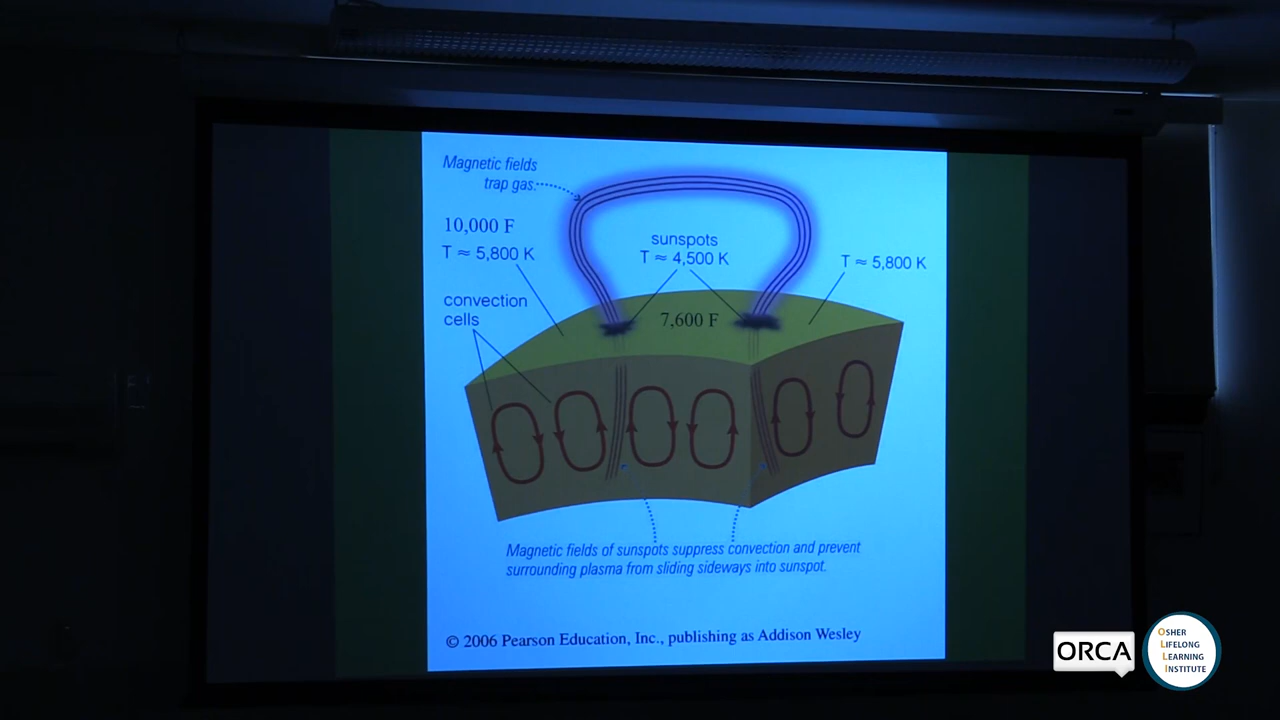 Magnetic fields
trap gas.
10,000 F
T ≈ 5,800 K
sunspots
T ≈ 4,500 K
T ≈ 5,800 K
convection
cells
7,600 F
Magnetic fields of sunspots suppress convection and prevent
surrounding plasma from sliding sideways into sunspot.
© 2006 Pearson Education, Inc., publishing as Addison Wesley
ORCA
OSHER
LIFELONG
LEARNING
INSTITUTE